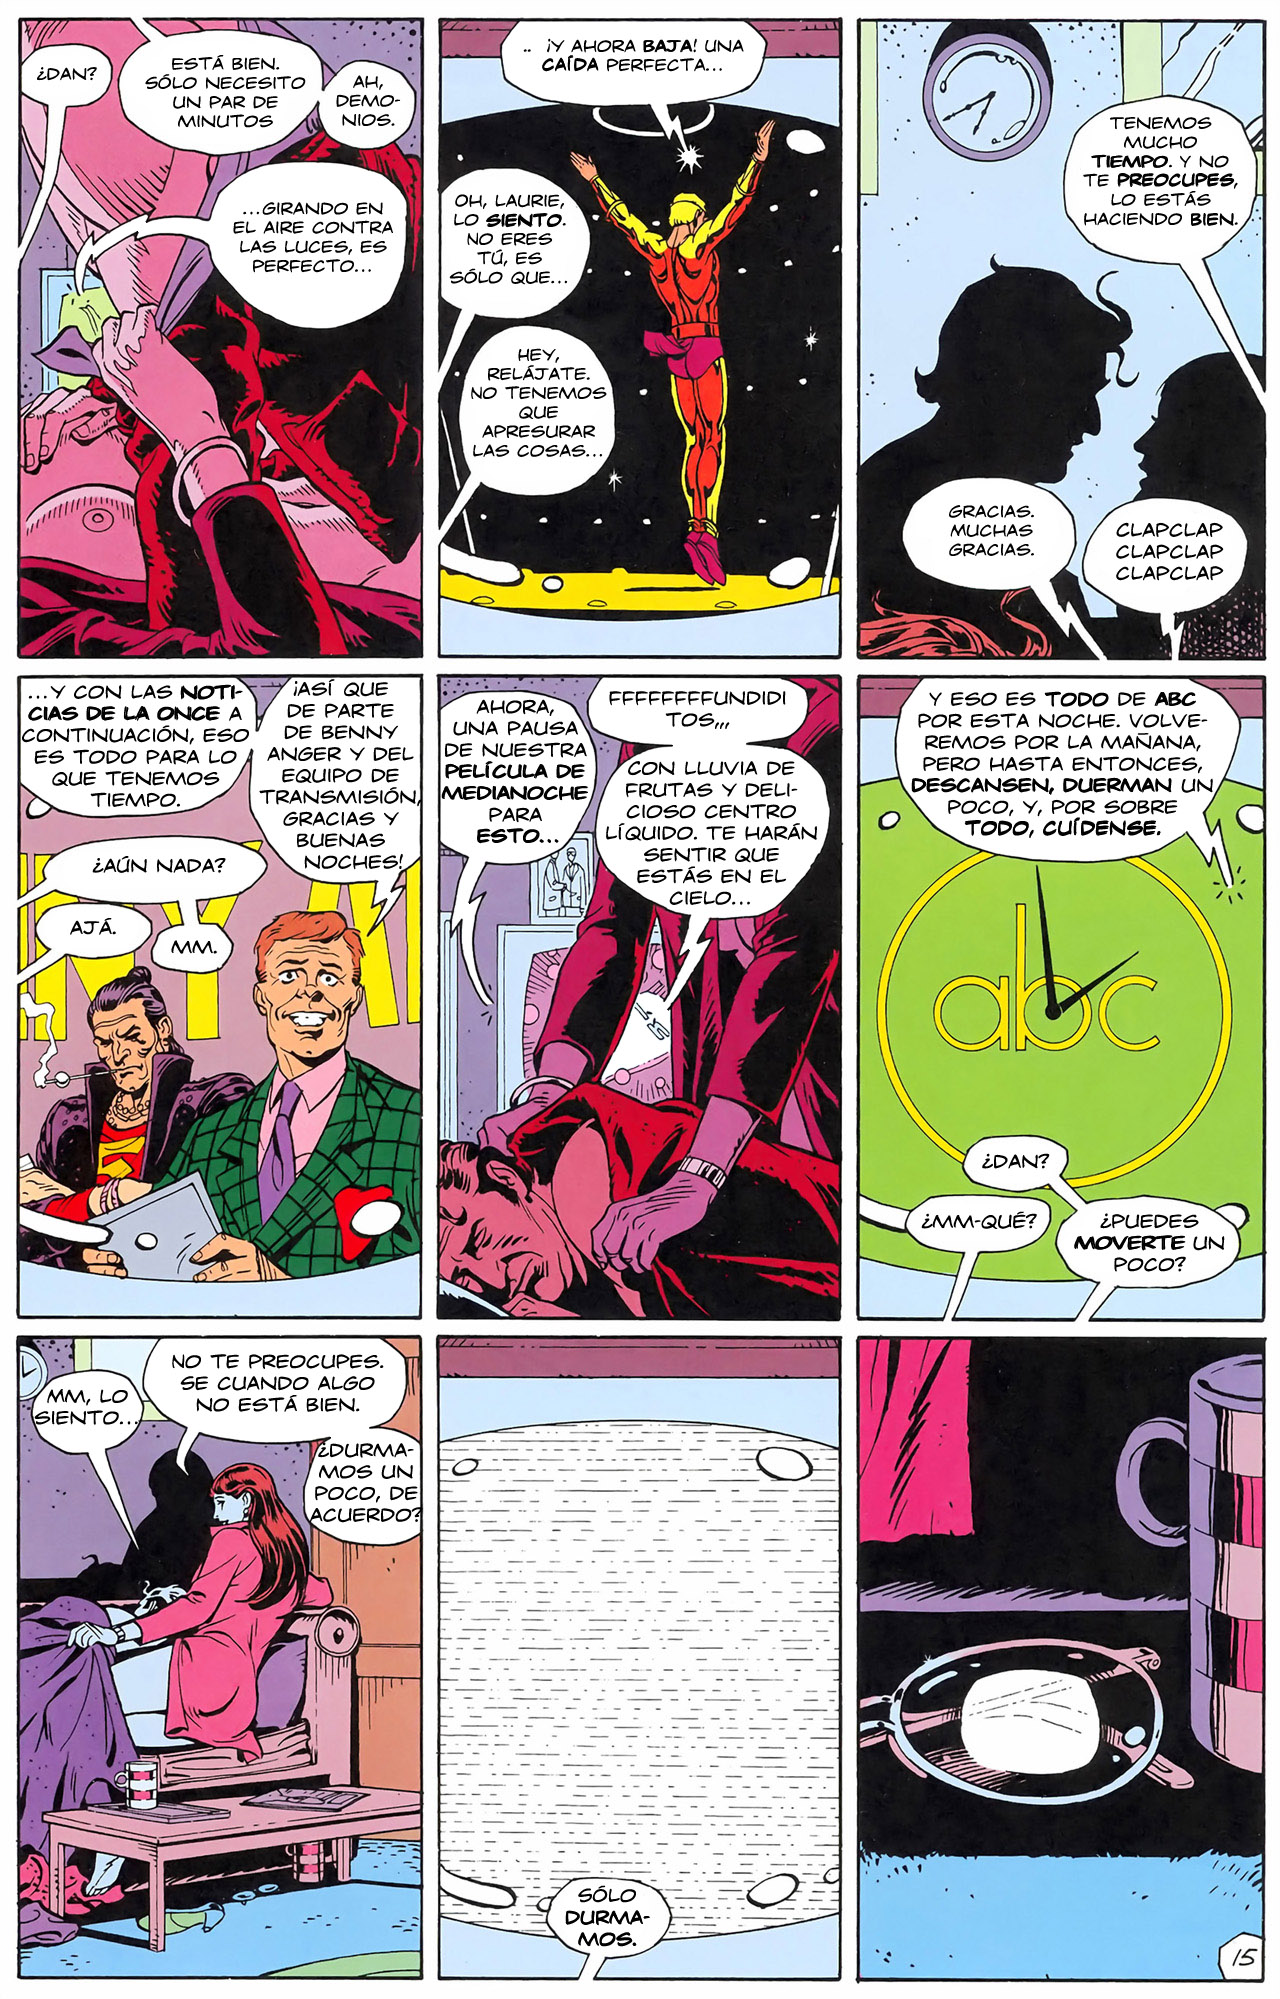 ¿DAN?
ESTÁ BIEN.
SÓLO NECESITO
UN PAR DE
MINUTOS
AH,
DEMO-
NIOS.
...GIRANDO EN
EL AIRE CONTRA
LAS LUCES, ES
PERFECTO...
.. ¡Y AHORA BAJA! UNA
CAÍDA PERFECTA...
OH, LAURIE,
LO SIENTO.
NO ERES
TÚ, ES
SÓLO QUE...
HEY,
RELÁJATE.
NO TENEMOS
QUE
APRESURAR
LAS COSAS...
TENEMOS
MUCHO
TIEMPO. Y NO
TE PREOCUPES,
LO ESTÁS
HACIENDO BIEN.
GRACIAS.
MUCHAS
GRACIAS.
CLAPCLAP
CLAPCLAP
CLAPCLAP
...Y CON LAS NOTI-
CIAS DE LA ONCE A
CONTINUACIÓN, ESO
ES TODO PARA LO
QUE TENEMOS
TIEMPO.
¡ASÍ QUE
DE PARTE
DE BENNY
ANGER Y DEL
EQUIPO DE
TRANSMISIÓN,
GRACIAS Y
BUENAS
NOCHES!
¿AÚN NADA?
AJÁ.
MM.
NY A
AHORA,
UNA PAUSA
DE NUESTRA
PELÍCULA DE
MEDIANOCHE
PARA
ESTO...
FFFFFFFFUNDIDI
TOS,,,
CON LLUVIA DE
FRUTAS Y DELI-
CIOSO CENTRO
LÍQUIDO. TE HARÁN
SENTIR QUE
ESTÁS EN EL
CIELO...
Y ESO ES TODO DE ABC
POR ESTA NOCHE. VOLVE-
REMOS POR LA MAÑANA,
PERO HASTA ENTONCES,
DESCANSEN, DUERMAN UN
POCO, Y, POR SOBRE
TODO, CUÍDENSE.
abc
¿DAN?
¿MM-QUÉ?
¿PUEDES
MOVERTE UN
POCO?
MM, LO
SIENTO...
NO TE PREOCUPES.
SE CUANDO ALGO
NO ESTÁ BIEN.
¿DURMA-
MOS UN
POCO, DE
ACUERDO?
SÓLO
DURMA-
MOS.
15